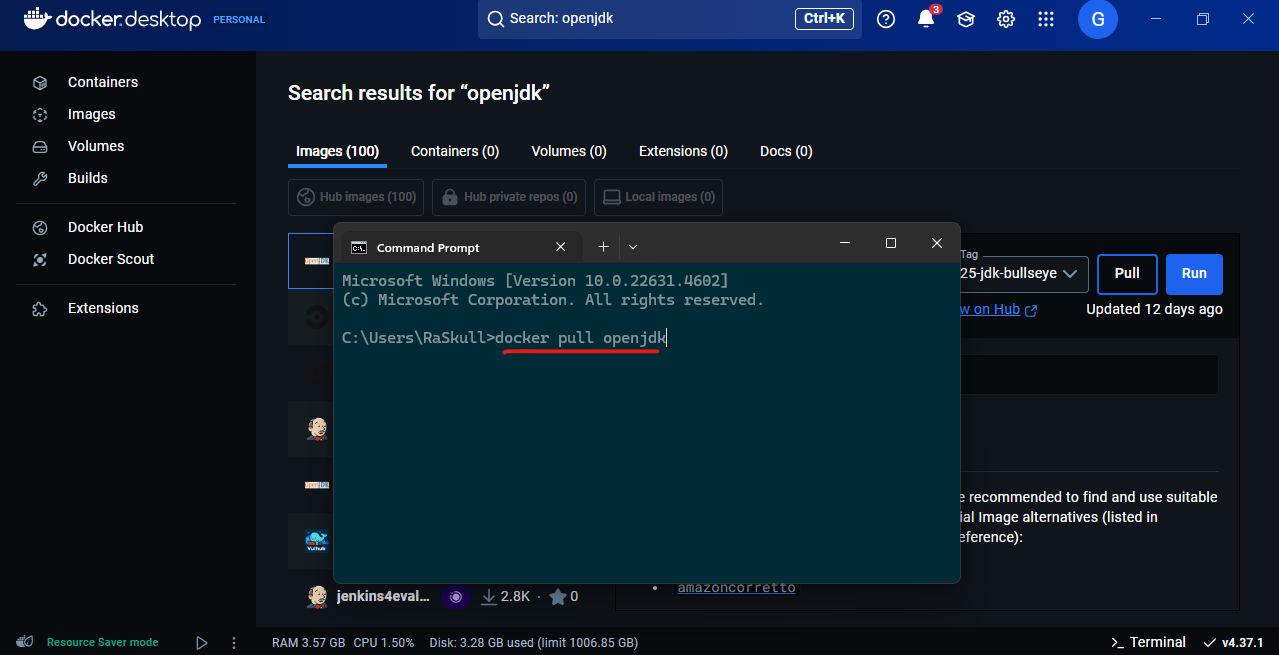 docker.desktop PERSONAL
Search: openjdk Ctrl+K
3
G
Containers
Images
Volumes
Builds
Docker Hub
Docker Scout
Extensions
Search results for “openjdk”
Images (100) Containers (0) Volumes (0) Extensions (0) Docs (0)
Hub images (100) Hub private repos (0) Local images (0)
Command Prompt
Microsoft Windows [Version 10.0.22631.4602]
(c) Microsoft Corporation. All rights reserved.
C:\Users\RaSkull>docker pull openjdk
Tag
25-jdk-bullseye Pull Run
w on Hub Updated 12 days ago
e recommended to find and use suitable
ial Image alternatives (listed in
eference):
amazoncorretto
Vulhub
jenkins4eval... 2.8K · 0
Resource Saver mode
RAM 3.57 GB CPU 1.50% Disk: 3.28 GB used (limit 1006.85 GB)
>_ Terminal
v4.37.1